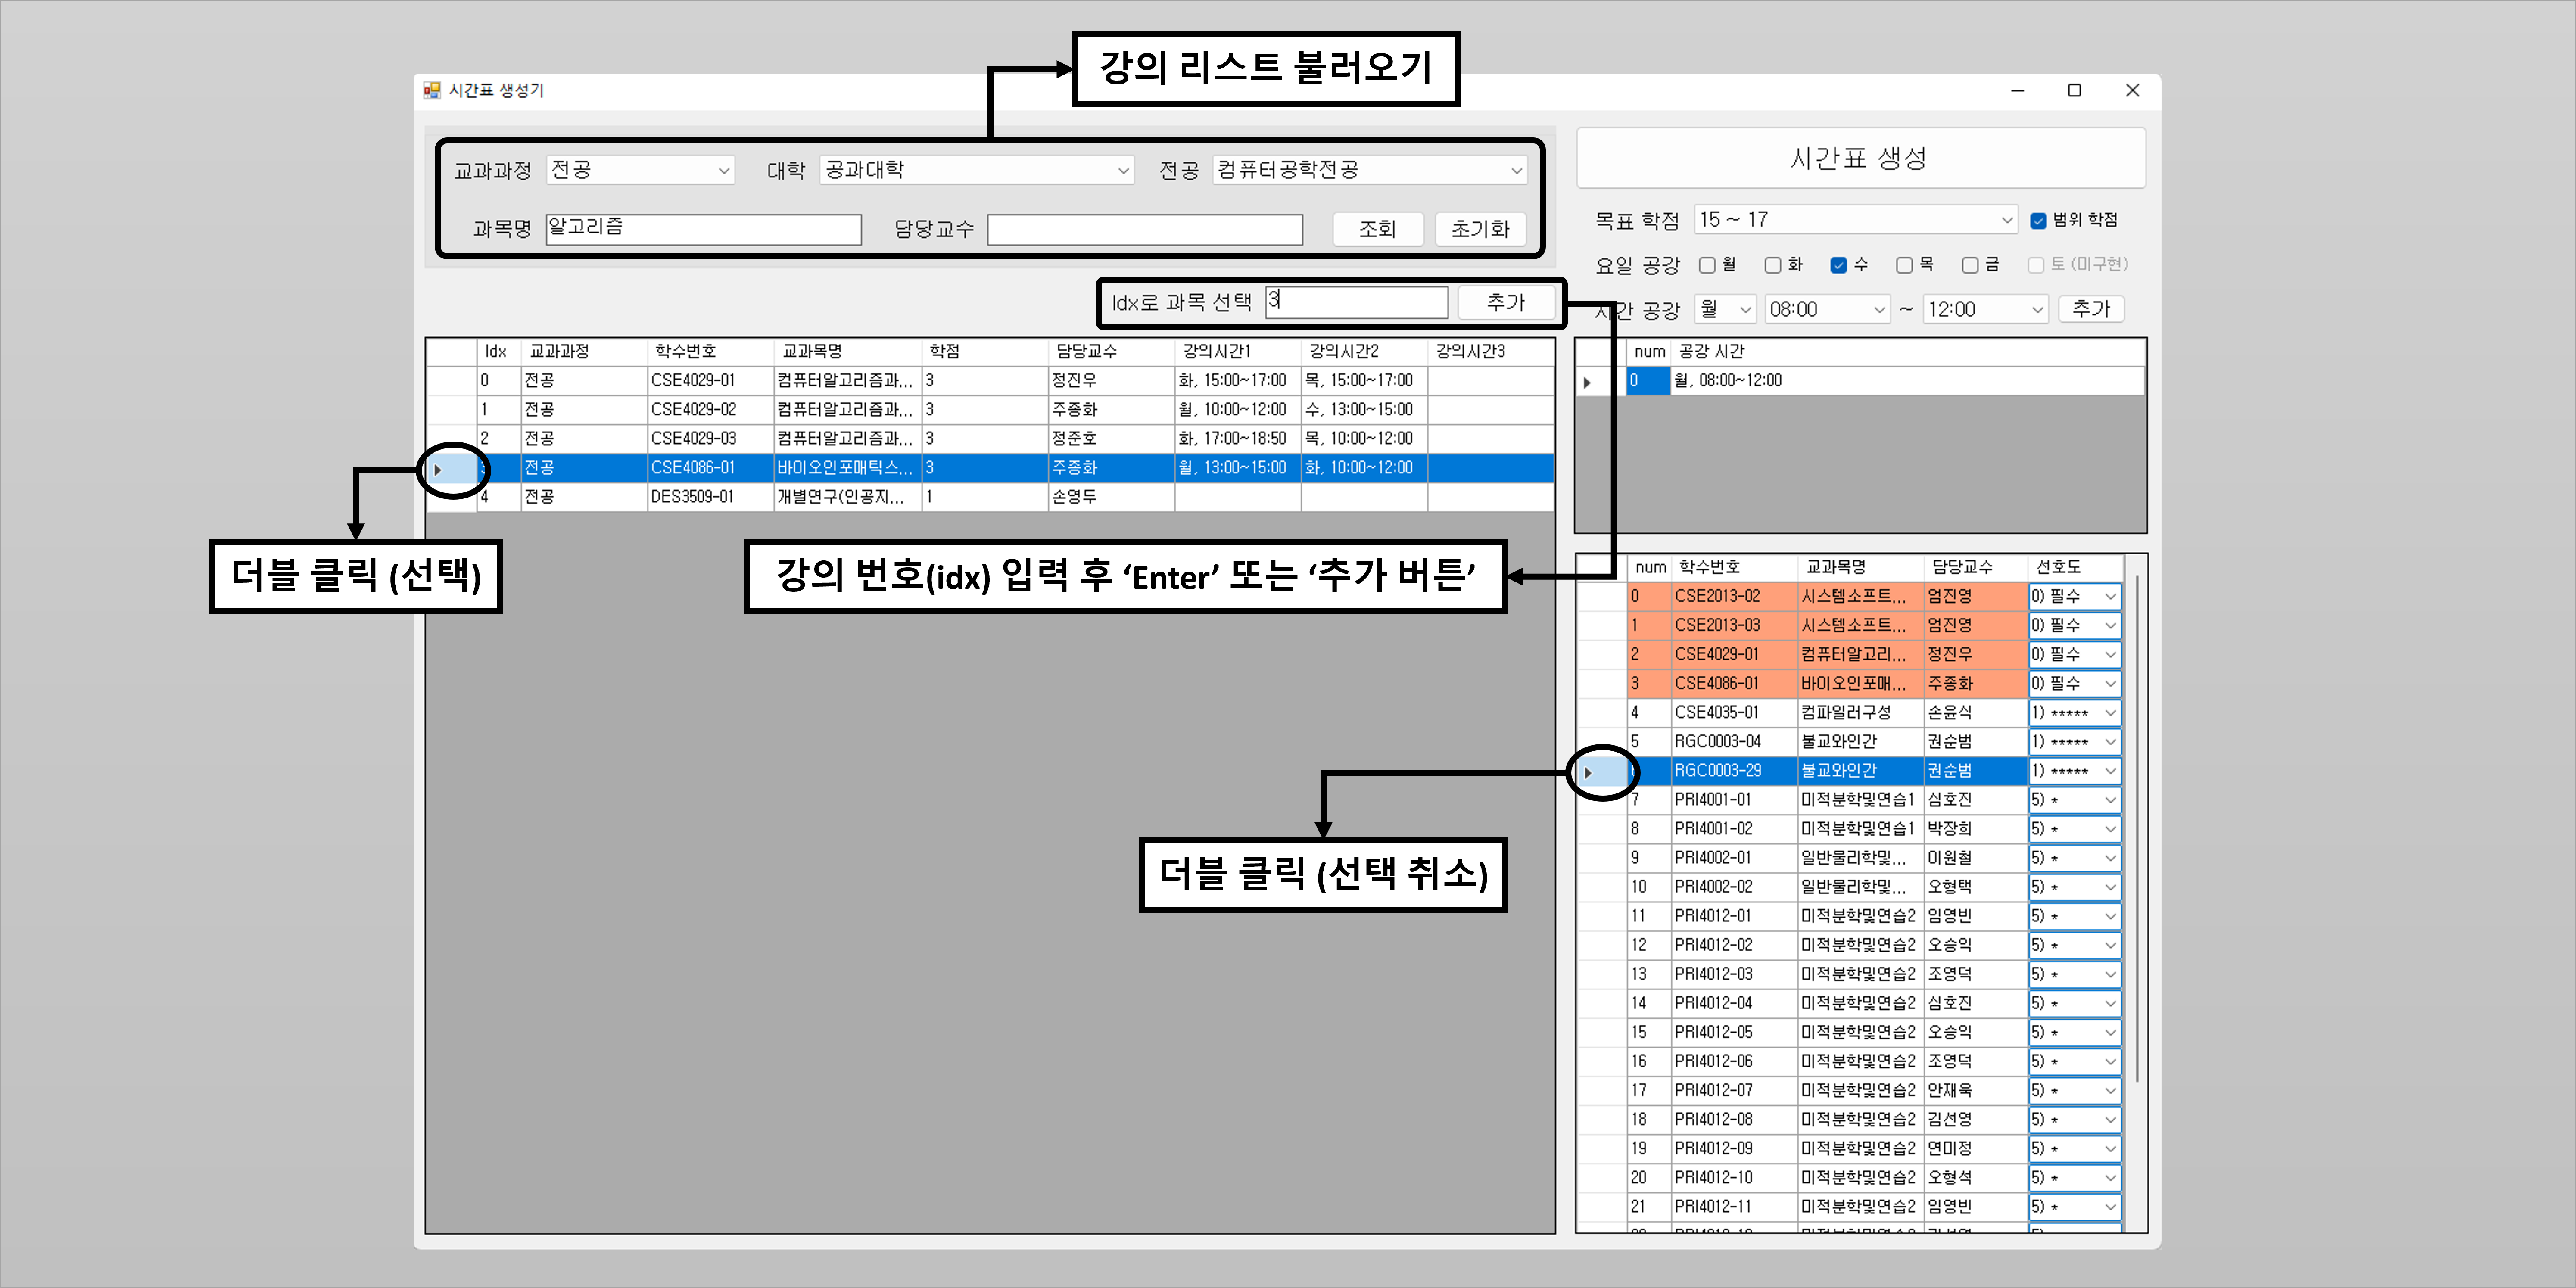 강의 리스트 불러오기
시간표 생성기
교과과정 전공 대학 공과대학 전공 컴퓨터공학전공
과목명 알고리즘 담당교수 조회 초기화
Idx로 과목 선택 3 추가
Idx 교과과정 학수번호 교과목명 학점 담당교수 강의시간1 강의시간2 강의시간3
0 전공 CSE4029-01 컴퓨터알고리즘과... 3 정진우 화, 15:00~17:00 목, 15:00~17:00
1 전공 CSE4029-02 컴퓨터알고리즘과... 3 주종화 월, 10:00~12:00 수, 13:00~15:00
2 전공 CSE4029-03 컴퓨터알고리즘과... 3 정준호 화, 17:00~18:50 목, 10:00~12:00
3 전공 CSE4086-01 바이오인포매틱스... 3 주종화 월, 13:00~15:00 화, 10:00~12:00
4 전공 DES3509-01 개별연구(인공지... 1 손영두
더블 클릭 (선택)
강의 번호(idx) 입력 후 ‘Enter’ 또는 ‘추가 버튼’
더블 클릭 (선택 취소)
시간표 생성
목표 학점 15 ~ 17 범위 학점
요일 공강 월 화 수 목 금 토 (미구현)
시간 공강 월 08:00 ~ 12:00 추가
num 공강 시간
0 월, 08:00~12:00
num 학수번호 교과목명 담당교수 선호도
0 CSE2013-02 시스템소프트... 엄진영 0) 필수
1 CSE2013-03 시스템소프트... 엄진영 0) 필수
2 CSE4029-01 컴퓨터알고리... 정진우 0) 필수
3 CSE4086-01 바이오인포매... 주종화 0) 필수
4 CSE4035-01 컴파일러구성 손윤식 1) *****
5 RGC0003-04 불교와인간 권순범 1) *****
RGC0003-29 불교와인간 권순범 1) *****
7 PRI4001-01 미적분학및연습1 심호진 5) *
8 PRI4001-02 미적분학및연습1 박장희 5) *
9 PRI4002-01 일반물리학및... 이원철 5) *
10 PRI4002-02 일반물리학및... 오형택 5) *
11 PRI4012-01 미적분학및연습2 임영빈 5) *
12 PRI4012-02 미적분학및연습2 오승익 5) *
13 PRI4012-03 미적분학및연습2 조영덕 5) *
14 PRI4012-04 미적분학및연습2 심호진 5) *
15 PRI4012-05 미적분학및연습2 오승익 5) *
16 PRI4012-06 미적분학및연습2 조영덕 5) *
17 PRI4012-07 미적분학및연습2 안재욱 5) *
18 PRI4012-08 미적분학및연습2 김선영 5) *
19 PRI4012-09 미적분학및연습2 연미정 5) *
20 PRI4012-10 미적분학및연습2 오형석 5) *
21 PRI4012-11 미적분학및연습2 임영빈 5) *